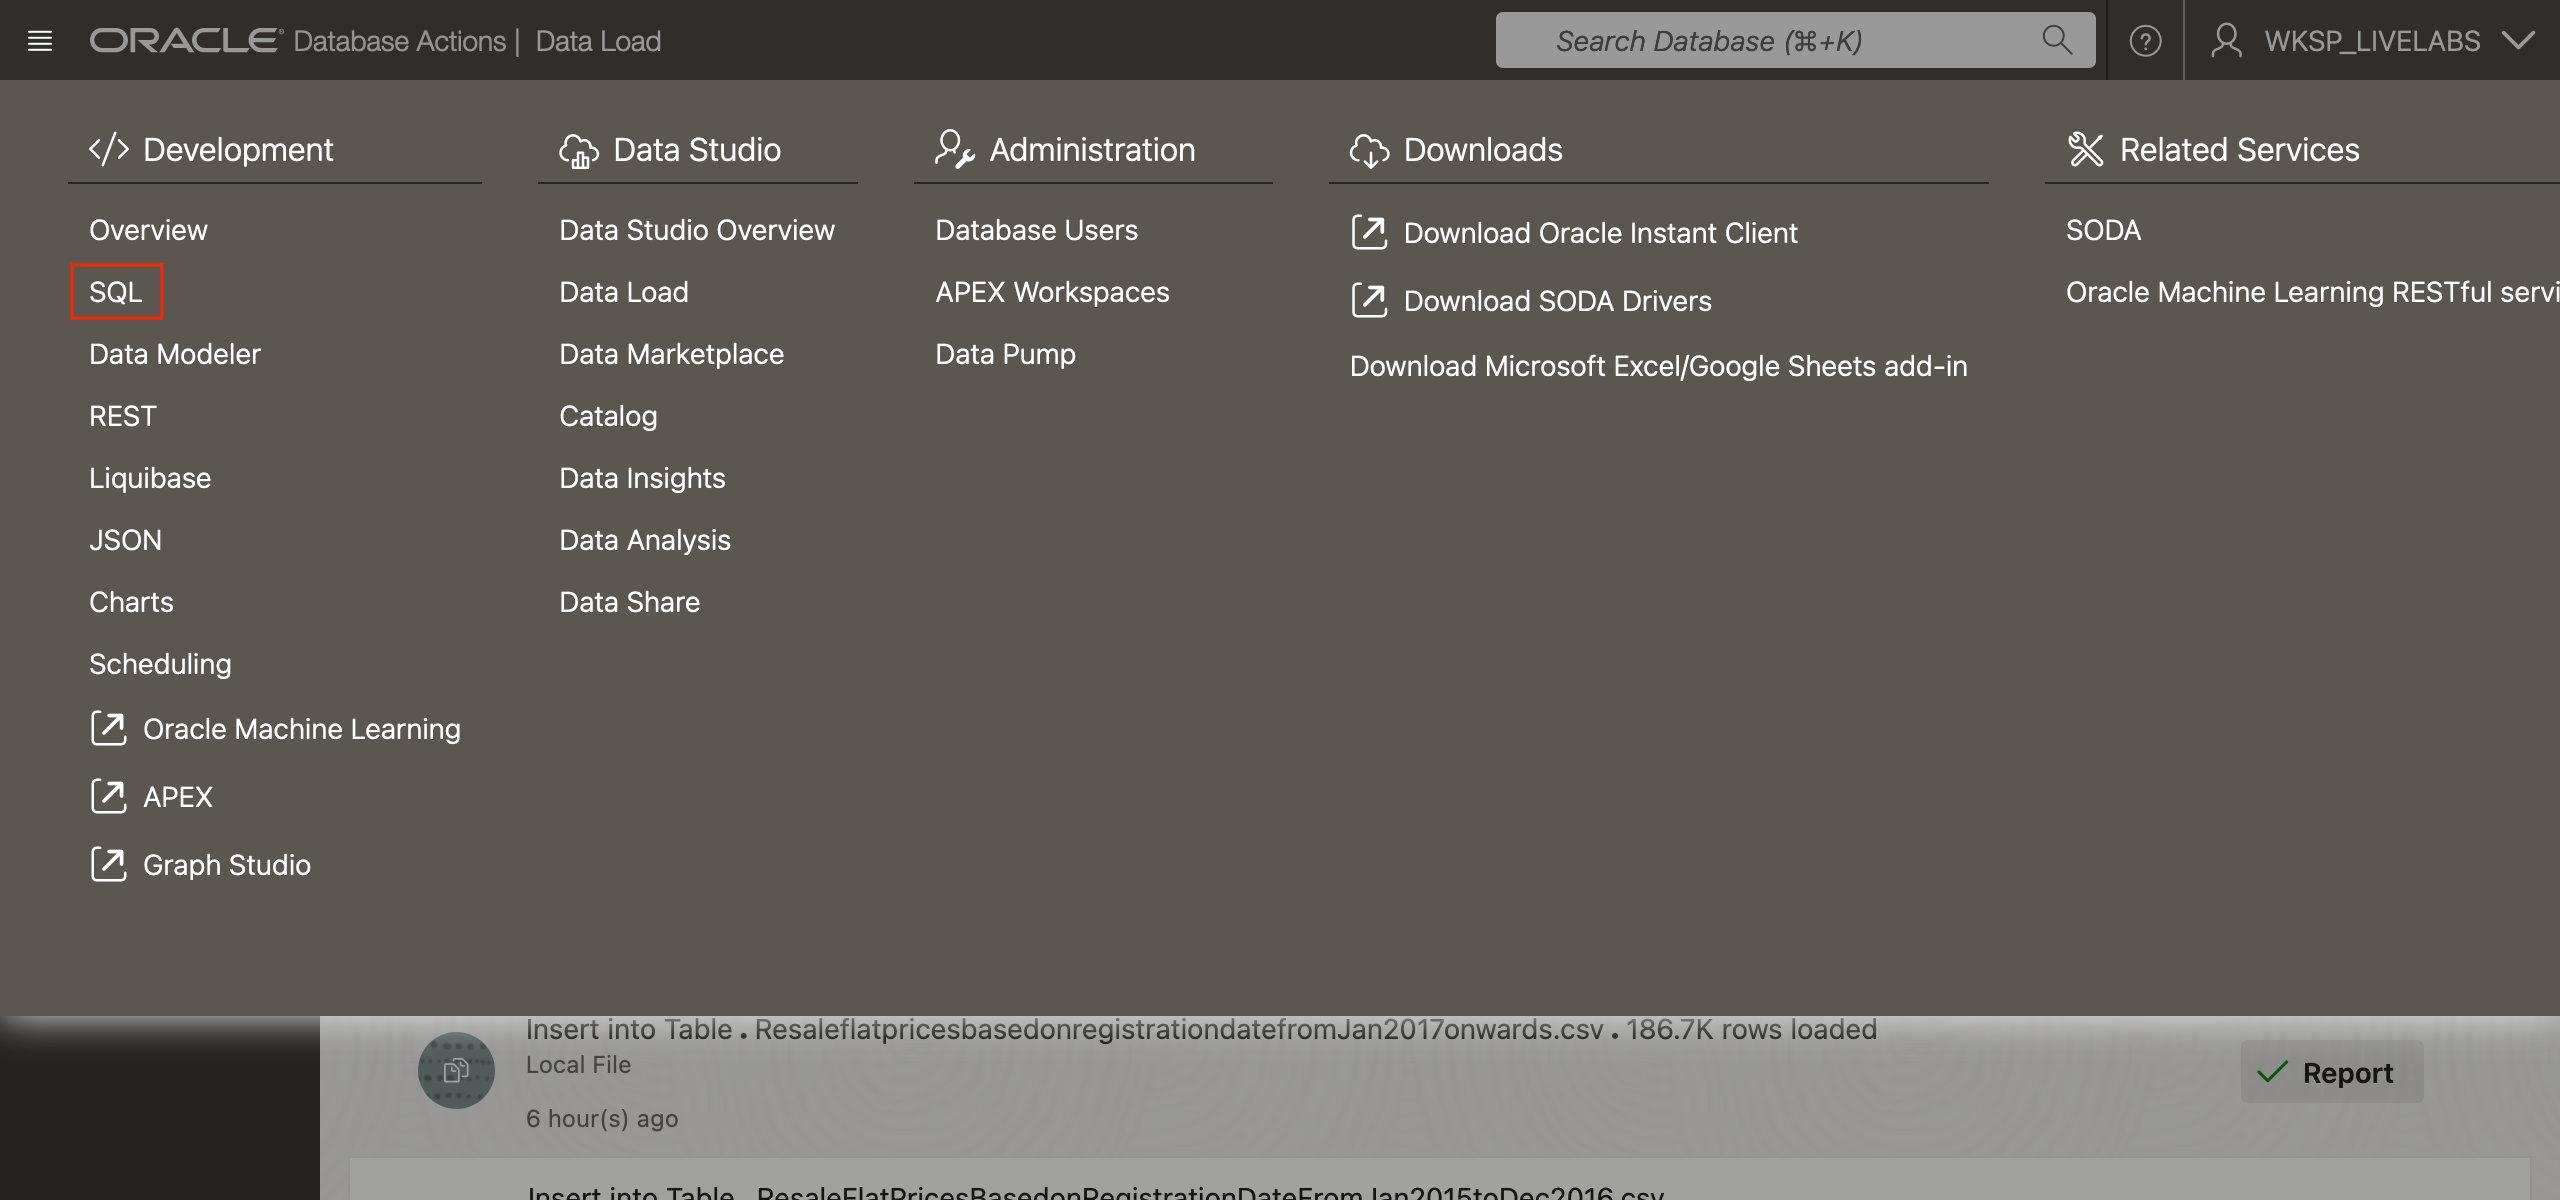 ORACLE Database Actions | Data Load
Search Database (⌘+K)
WKSP_LIVELABS
Development
Overview
SQL
Data Modeler
REST
Liquibase
JSON
Charts
Scheduling
Oracle Machine Learning
APEX
Graph Studio
Data Studio
Data Studio Overview
Data Load
Data Marketplace
Catalog
Data Insights
Data Analysis
Data Share
Administration
Database Users
APEX Workspaces
Data Pump
Downloads
Download Oracle Instant Client
Download SODA Drivers
Download Microsoft Excel/Google Sheets add-in
Related Services
SODA
Oracle Machine Learning RESTful servi
Insert into Table • ResaleflatpricesbasedonregistrationdatefromJan2017onwards.csv • 186.7K rows loaded
Local File
6 hour(s) ago
Report
Insert into Table • ResaleFlatPricesBasedonRegistrationDateFromJan2015toDec2016.csv